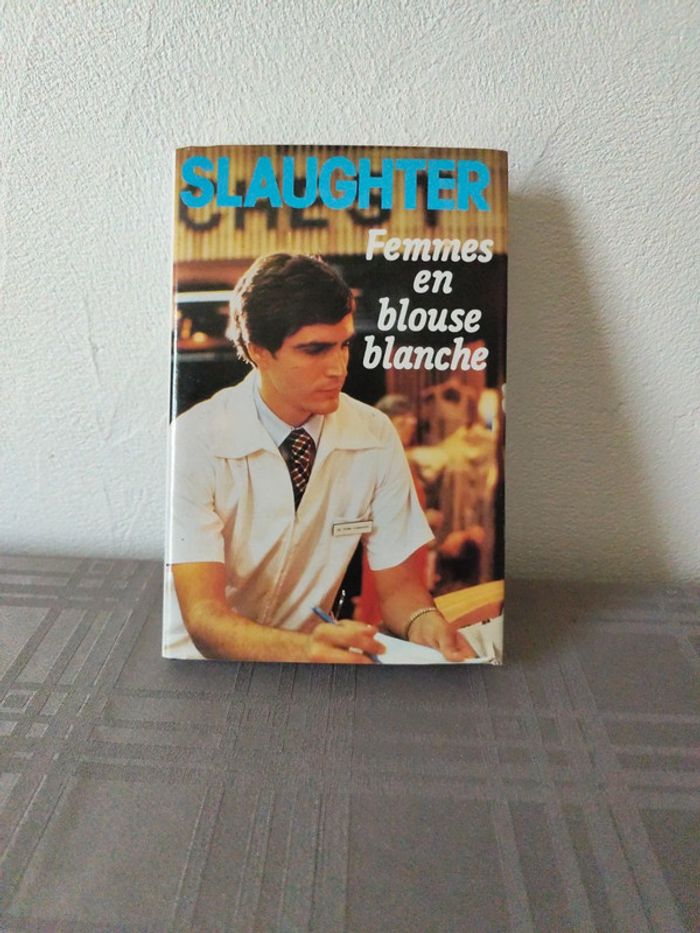 SLAUGHTER
Femmes
en
blouse
blanche